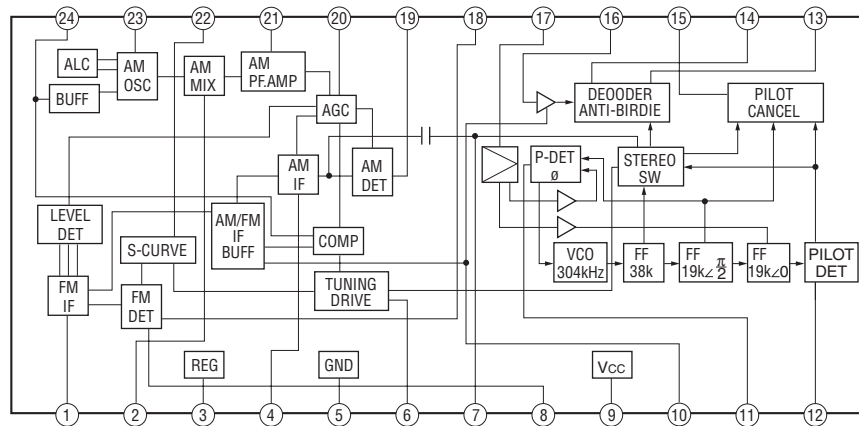 24 23 22 21 20 19 18 17 16 15 14 13
ALC
AM
OSC
AM
MIX
AM
PF.AMP
BUFF
AGC
DEODER
ANTI-BIRDIE
PILOT
CANCEL
AM
IF
AM
DET
P-DET
ø
STEREO
SW
LEVEL
DET
AM/FM
IF
BUFF
COMP
S-CURVE
VCO
304kHz
FF
38k
FF
19k∠π/2
FF
19k∠0
PILOT
DET
FM
IF
FM
DET
TUNING
DRIVE
REG
GND
Vcc
1 2 3 4 5 6 7 8 9 10 11 12